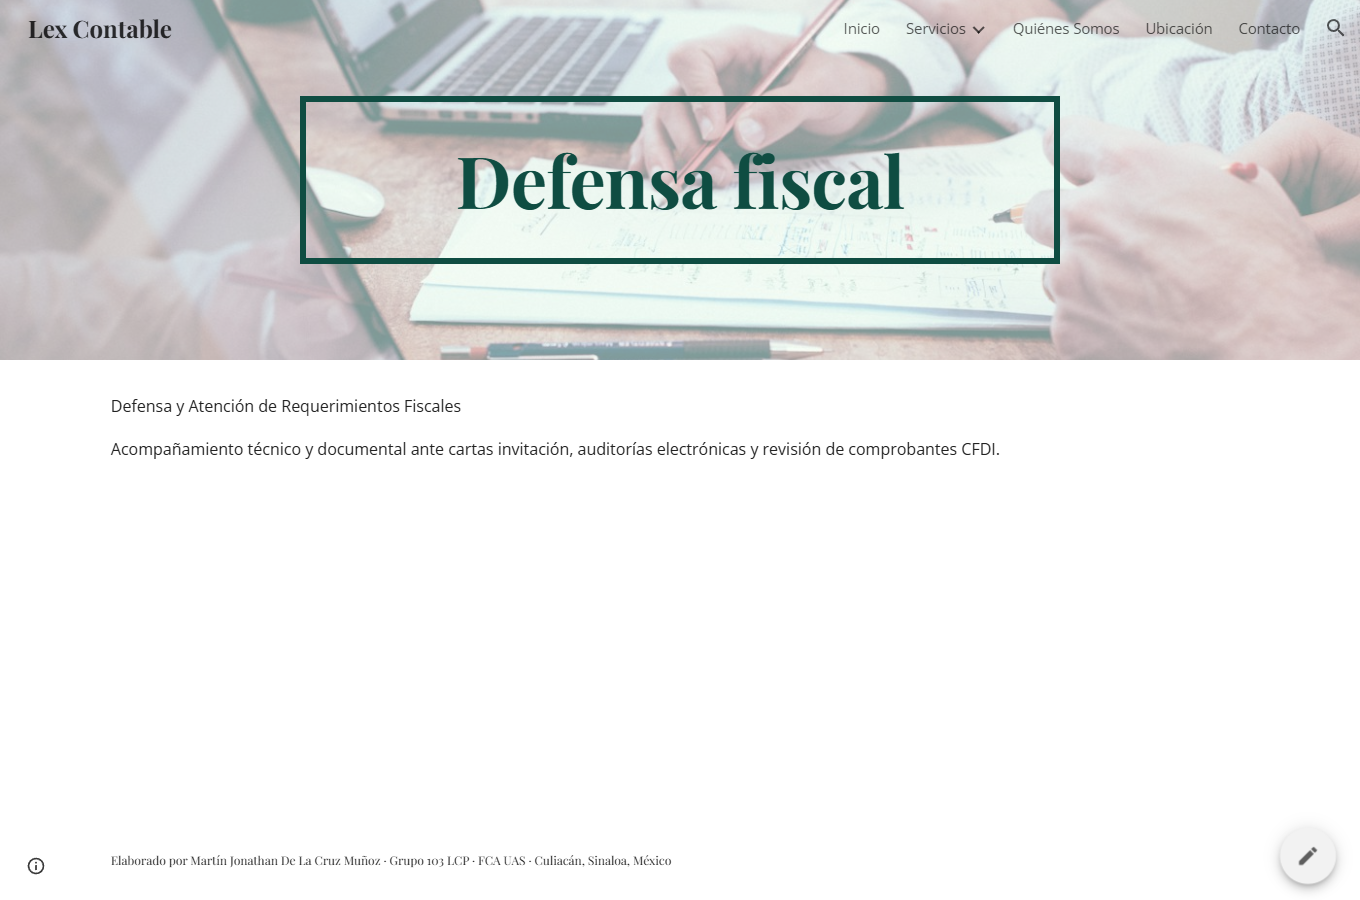 Lex Contable
Inicio Servicios Quiénes Somos Ubicación Contacto
Defensa fiscal
Defensa y Atención de Requerimientos Fiscales
Acompañamiento técnico y documental ante cartas invitación, auditorías electrónicas y revisión de comprobantes CFDI.
Elaborado por Martín Jonathan De La Cruz Muñoz · Grupo 103 LCP · FCA UAS · Culiacán, Sinaloa, México